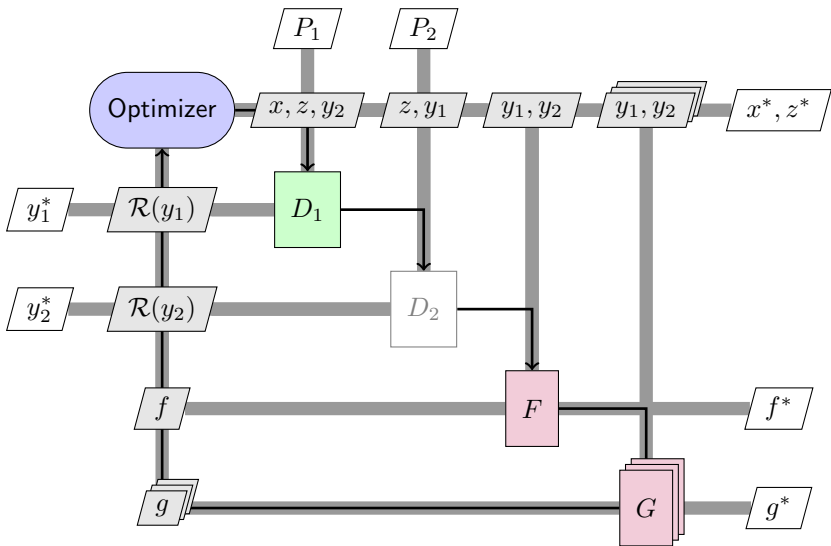 P₁ P₂
Optimizer x, z, y₂ z, y₁ y₁, y₂ y₁, y₂ x*, z*
y₁* ℛ(y₁) D₁
y₂* ℛ(y₂) D₂
f F f*
g G g*